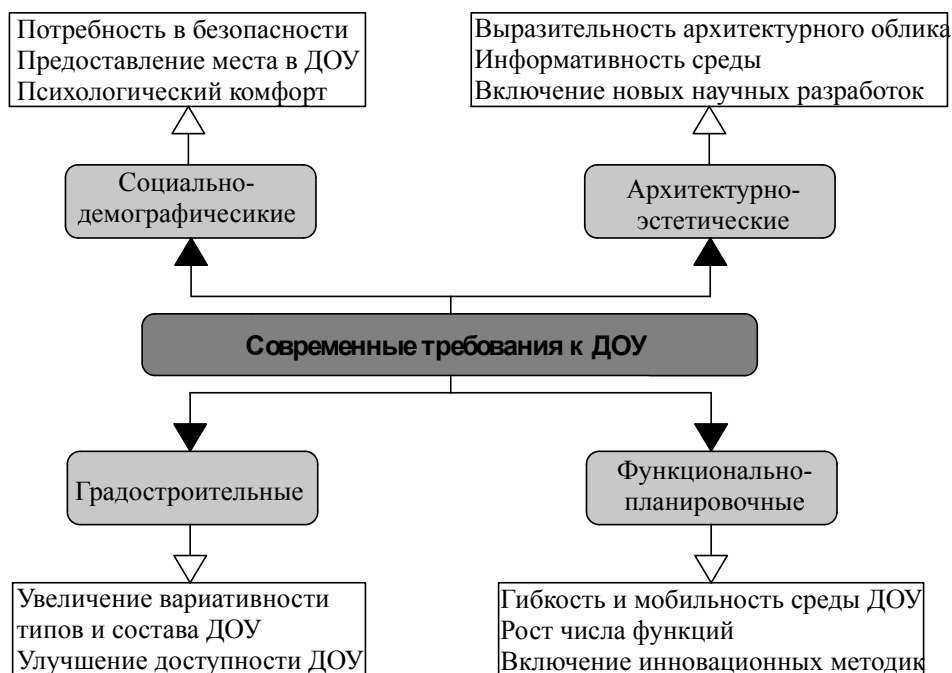 Потребность в безопасности
Предоставление места в ДОУ
Психологический комфорт
Выразительность архитектурного облика
Информативность среды
Включение новых научных разработок
Социально-
демографичесикие
Архитектурно-
эстетические
Современные требования к ДОУ
Градостроительные
Функционально-
планировочные
Увеличение вариативности
типов и состава ДОУ
Улучшение доступности ДОУ
Гибкость и мобильность среды ДОУ
Рост числа функций
Включение инновационных методик